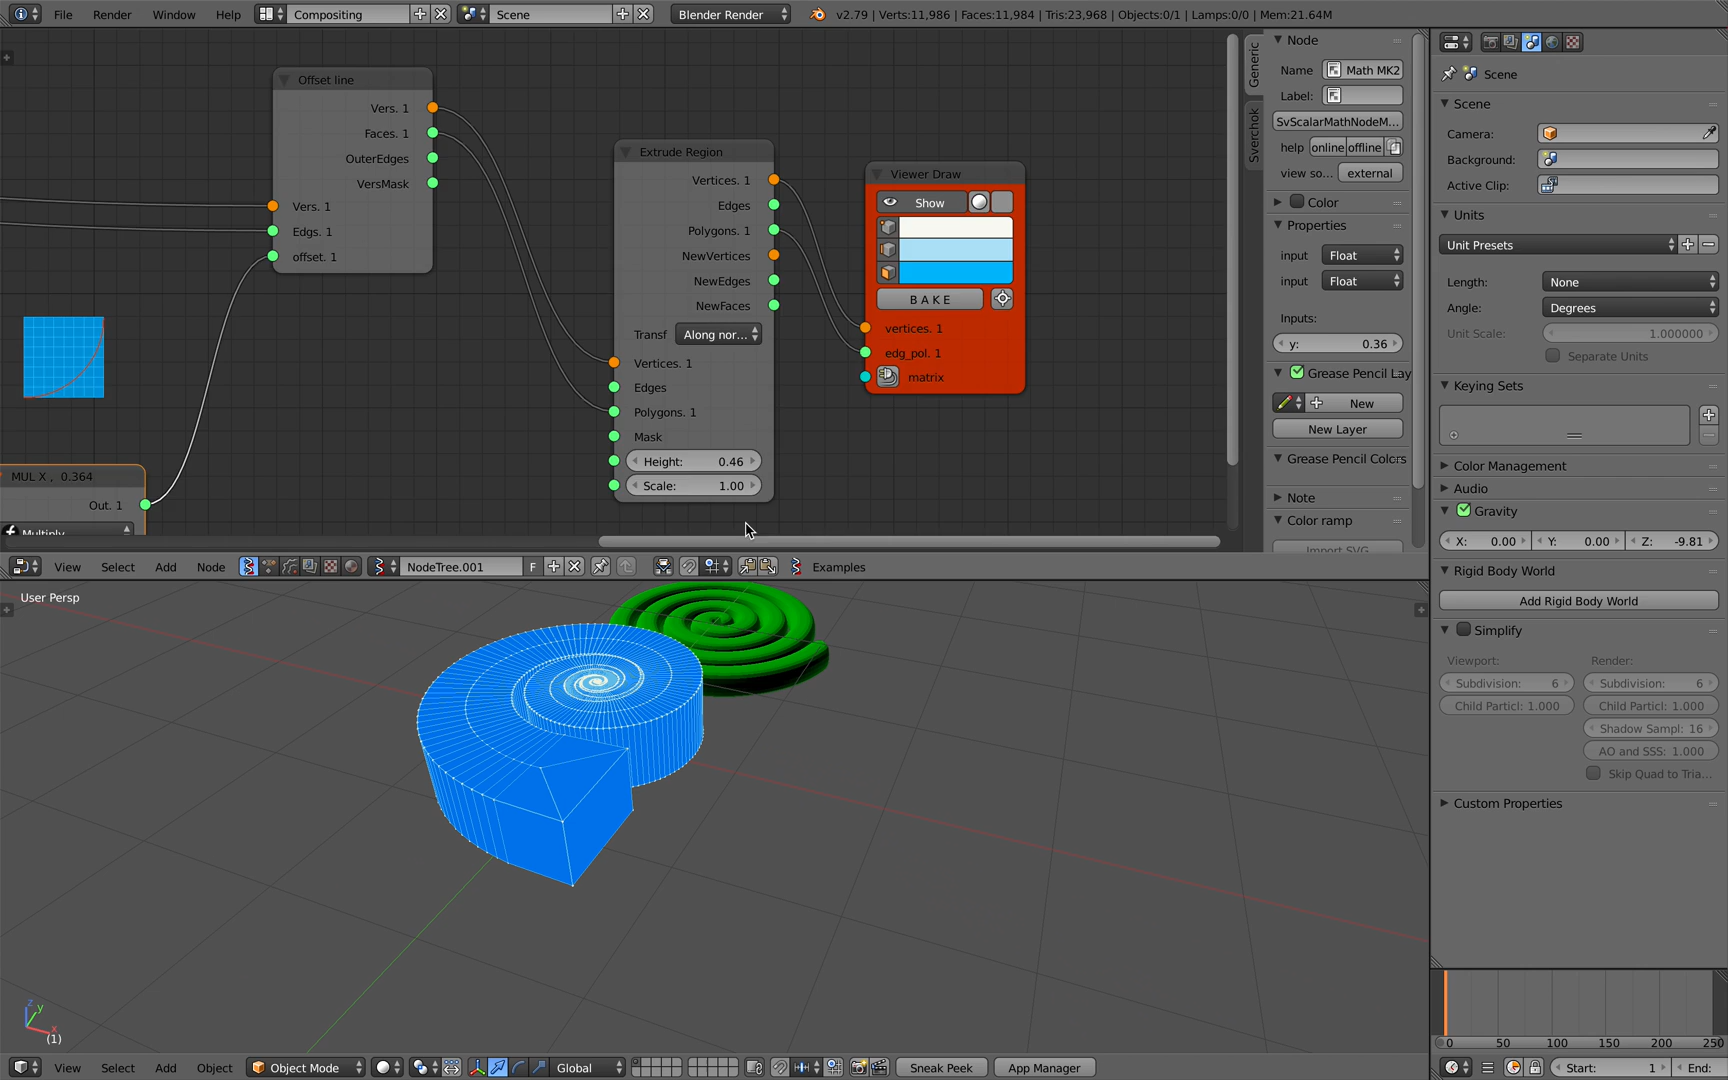 File Render Window Help Compositing Scene Blender Render v2.79 | Verts:11,986 | Faces:11,984 | Tris:23,968 | Objects:0/1 | Lamps:0/0 | Mem:21.64M
Offset line
Vers. 1
Faces. 1
OuterEdges
VersMask
Vers. 1
Edgs. 1
offset. 1
MUL X , 0.364
Out. 1
Multiply
Extrude Region
Vertices. 1
Edges
Polygons. 1
NewVertices
NewEdges
NewFaces
Transf Along nor...
Vertices. 1
Edges
Polygons. 1
Mask
Height: 0.46
Scale: 1.00
Viewer Draw
Show
B A K E
vertices. 1
edg_pol. 1
matrix
Generic
Sverchok
Node
Name Math MK2
Label:
SvScalarMathNodeM...
help online offline
view so... external
Color
Properties
input Float
input Float
Inputs:
y: 0.36
Grease Pencil Lay
New
New Layer
Grease Pencil Colors
Note
Color ramp
Import SVG
View Select Add Node NodeTree.001 F Examples
User Persp
z
y
x
(1)
View Select Add Object Object Mode Global Sneak Peek App Manager
Scene
Scene
Camera:
Background:
Active Clip:
Units
Unit Presets
Length: None
Angle: Degrees
Unit Scale: 1.000000
Separate Units
Keying Sets
Color Management
Audio
Gravity
X: 0.00 Y: 0.00 Z: -9.81
Rigid Body World
Add Rigid Body World
Simplify
Viewport: Render:
Subdivision: 6 Subdivision: 6
Child Particl: 1.000 Child Particl: 1.000
Shadow Sampl: 16
AO and SSS: 1.000
Skip Quad to Tria...
Custom Properties
0 50 100 150 200 250
Start: 1 End: